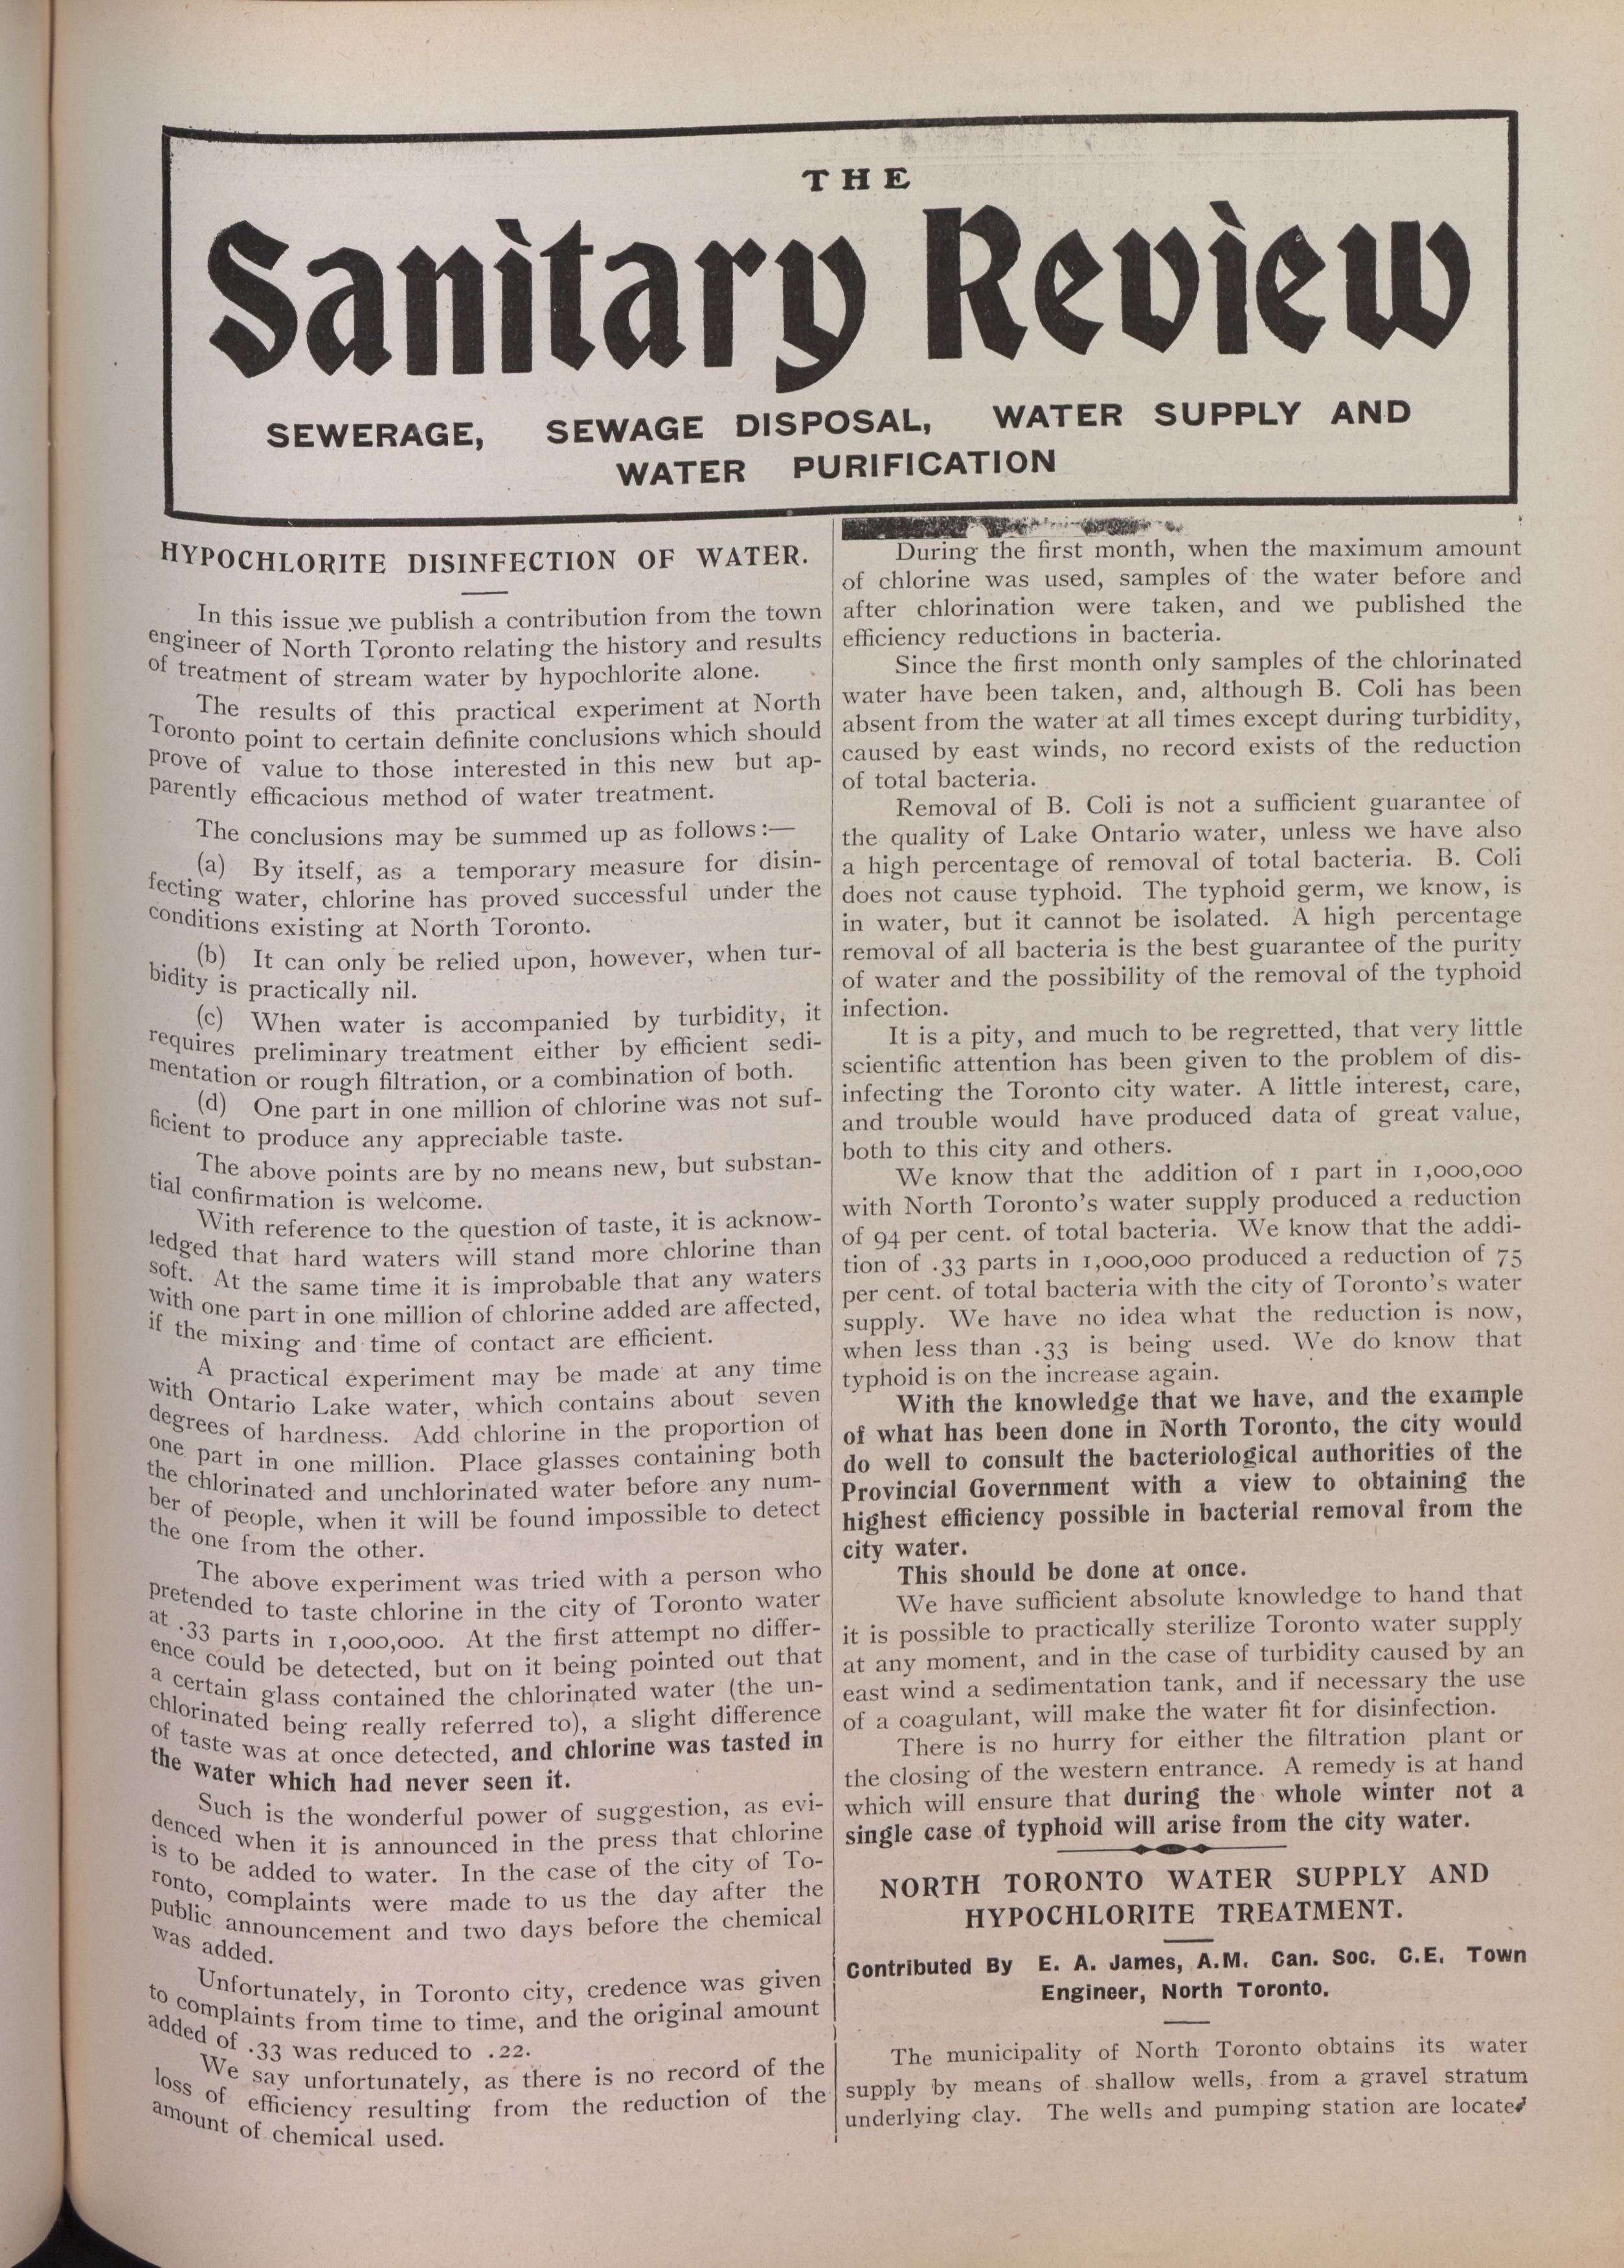 THE
Sanitary Review
SEWERAGE, SEWAGE DISPOSAL, WATER SUPPLY AND
WATER PURIFICATION
HYPOCHLORITE DISINFECTION OF WATER.
In this issue we publish a contribution from the town
engineer of North Toronto relating the history and results
of treatment of stream water by hypochlorite alone.
The results of this practical experiment at North
Toronto point to certain definite conclusions which should
prove of value to those interested in this new but ap-
parently efficacious method of water treatment.
The conclusions may be summed up as follows:—
(a) By itself, as a temporary measure for disin-
fecting water, chlorine has proved successful under the
conditions existing at North Toronto.
(b) It can only be relied upon, however, when tur-
bidity is practically nil.
(c) When water is accompanied by turbidity, it
requires preliminary treatment either by efficient sedi-
mentation or rough filtration, or a combination of both.
(d) One part in one million of chlorine was not suf-
ficient to produce any appreciable taste.
The above points are by no means new, but substan-
tial confirmation is welcome.
With reference to the question of taste, it is acknow-
ledged that hard waters will stand more chlorine than
soft. At the same time it is improbable that any waters
with one part in one million of chlorine added are affected,
if the mixing and time of contact are efficient.
A practical experiment may be made at any time
with Ontario Lake water, which contains about seven
degrees of hardness. Add chlorine in the proportion of
one part in one million. Place glasses containing both
the chlorinated and unchlorinated water before any num-
ber of people, when it will be found impossible to detect
the one from the other.
The above experiment was tried with a person who
pretended to taste chlorine in the city of Toronto water
at .33 parts in 1,000,000. At the first attempt no differ-
ence could be detected, but on it being pointed out that
a certain glass contained the chlorinated water (the un-
chlorinated being really referred to), a slight difference
of taste was at once detected, and chlorine was tasted in
the water which had never seen it.
Such is the wonderful power of suggestion, as evi-
denced when it is announced in the press that chlorine
is to be added to water. In the case of the city of To-
ronto, complaints were made to us the day after the
public announcement and two days before the chemical
was added.
Unfortunately, in Toronto city, credence was given
to complaints from time to time, and the original amount
added of .33 was reduced to .22.
We say unfortunately, as there is no record of the
loss of efficiency resulting from the reduction of the
amount of chemical used.
During the first month, when the maximum amount
of chlorine was used, samples of the water before and
after chlorination were taken, and we published the
efficiency reductions in bacteria.
Since the first month only samples of the chlorinated
water have been taken, and, although B. Coli has been
absent from the water at all times except during turbidity,
caused by east winds, no record exists of the reduction
of total bacteria.
Removal of B. Coli is not a sufficient guarantee of
the quality of Lake Ontario water, unless we have also
a high percentage of removal of total bacteria. B. Coli
does not cause typhoid. The typhoid germ, we know, is
in water, but it cannot be isolated. A high percentage
removal of all bacteria is the best guarantee of the purity
of water and the possibility of the removal of the typhoid
infection.
It is a pity, and much to be regretted, that very little
scientific attention has been given to the problem of dis-
infecting the Toronto city water. A little interest, care,
and trouble would have produced data of great value,
both to this city and others.
We know that the addition of 1 part in 1,000,000
with North Toronto's water supply produced a reduction
of 94 per cent. of total bacteria. We know that the addi-
tion of .33 parts in 1,000,000 produced a reduction of 75
per cent. of total bacteria with the city of Toronto's water
supply. We have no idea what the reduction is now,
when less than .33 is being used. We do know that
typhoid is on the increase again.
With the knowledge that we have, and the example
of what has been done in North Toronto, the city would
do well to consult the bacteriological authorities of the
Provincial Government with a view to obtaining the
highest efficiency possible in bacterial removal from the
city water.
This should be done at once.
We have sufficient absolute knowledge to hand that
it is possible to practically sterilize Toronto water supply
at any moment, and in the case of turbidity caused by an
east wind a sedimentation tank, and if necessary the use
of a coagulant, will make the water fit for disinfection.
There is no hurry for either the filtration plant or
the closing of the western entrance. A remedy is at hand
which will ensure that during the whole winter not a
single case of typhoid will arise from the city water.
NORTH TORONTO WATER SUPPLY AND
HYPOCHLORITE TREATMENT.
Contributed By E. A. James, A.M. Can. Soc. C.E. Town
Engineer, North Toronto.
The municipality of North Toronto obtains its water
supply by means of shallow wells, from a gravel stratum
underlying clay. The wells and pumping station are located